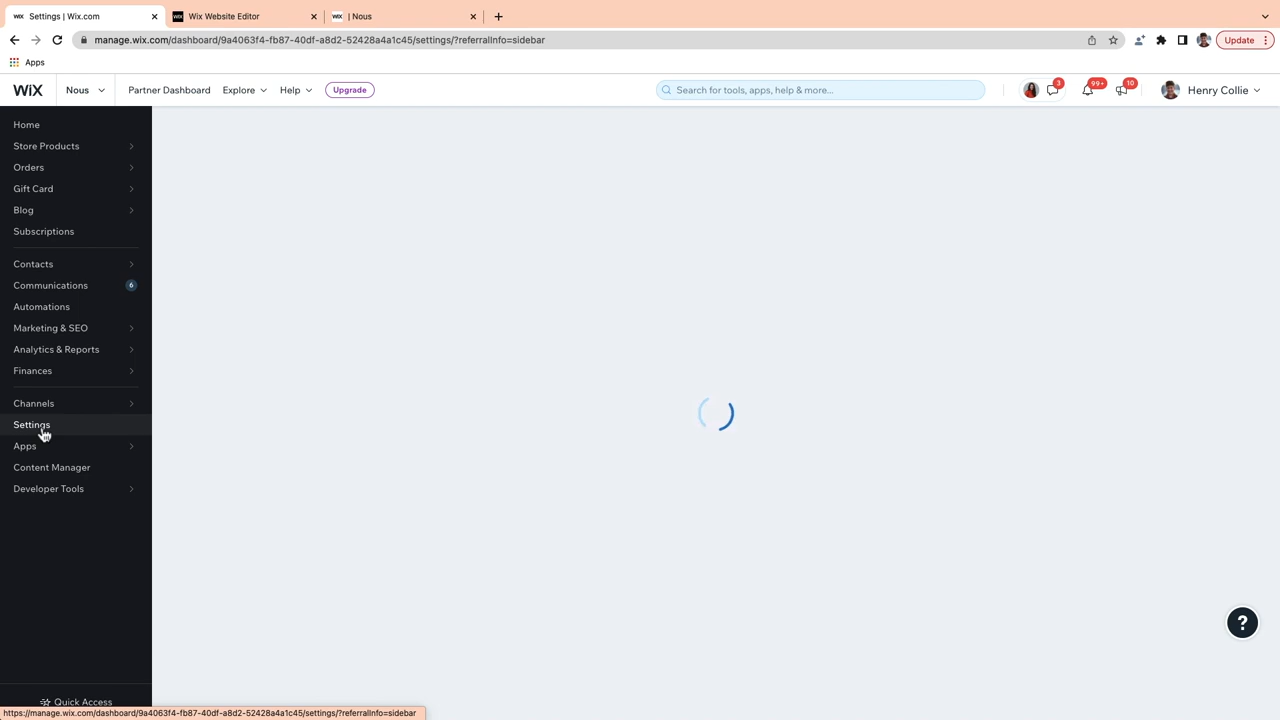 WIX Settings | Wix.com
WIX Wix Website Editor
WIX | Nous
manage.wix.com/dashboard/9a4063f4-fb87-40df-a8d2-52428a4a1c45/settings/?referralInfo=sidebar
Update
Apps
WIX
Nous
Partner Dashboard
Explore
Help
Upgrade
Search for tools, apps, help & more...
3
99+
10
Henry Collie
Home
Store Products
Orders
Gift Card
Blog
Subscriptions
Contacts
Communications 6
Automations
Marketing & SEO
Analytics & Reports
Finances
Channels
Settings
Apps
Content Manager
Developer Tools
?
Quick Access
https://manage.wix.com/dashboard/9a4063f4-fb87-40df-a8d2-52428a4a1c45/settings/?referralInfo=sidebar